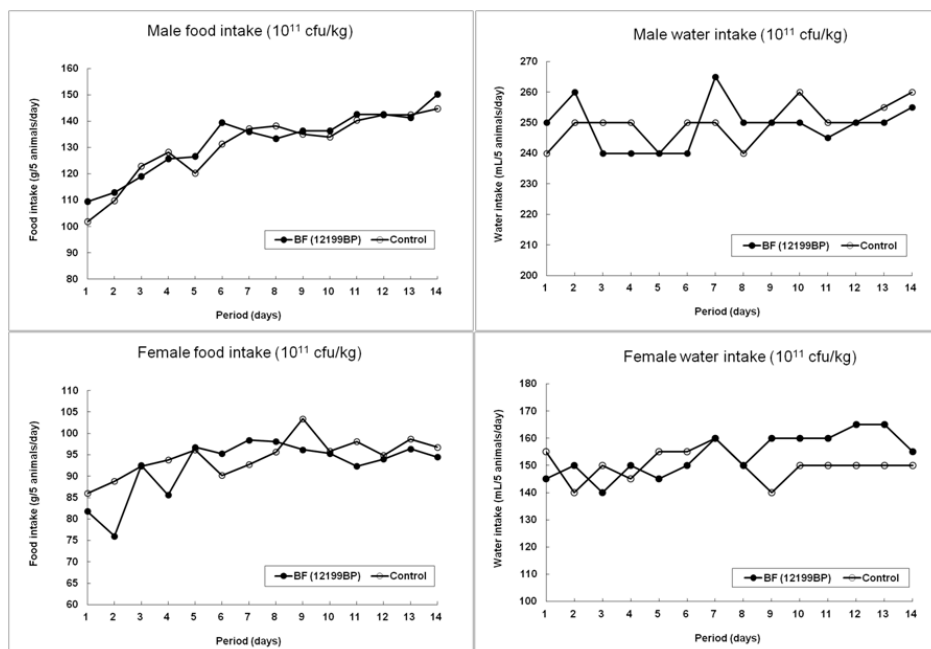 Male food intake (10¹¹ cfu/kg)
Food intake (g/5 animals/day)
160
150
140
130
120
110
100
90
80
BF (12199BP) Control
1 2 3 4 5 6 7 8 9 10 11 12 13 14
Period (days)
Male water intake (10¹¹ cfu/kg)
Water intake (mL/5 animals/day)
270
260
250
240
230
220
210
200
BF (12199BP) Control
1 2 3 4 5 6 7 8 9 10 11 12 13 14
Period (days)
Female food intake (10¹¹ cfu/kg)
Food intake (g/5 animals/day)
110
105
100
95
90
85
80
75
70
65
60
BF (12199BP) Control
1 2 3 4 5 6 7 8 9 10 11 12 13 14
Period (days)
Female water intake (10¹¹ cfu/kg)
Water intake (mL/5 animals/day)
180
170
160
150
140
130
120
110
100
BF (12199BP) Control
1 2 3 4 5 6 7 8 9 10 11 12 13 14
Period (days)